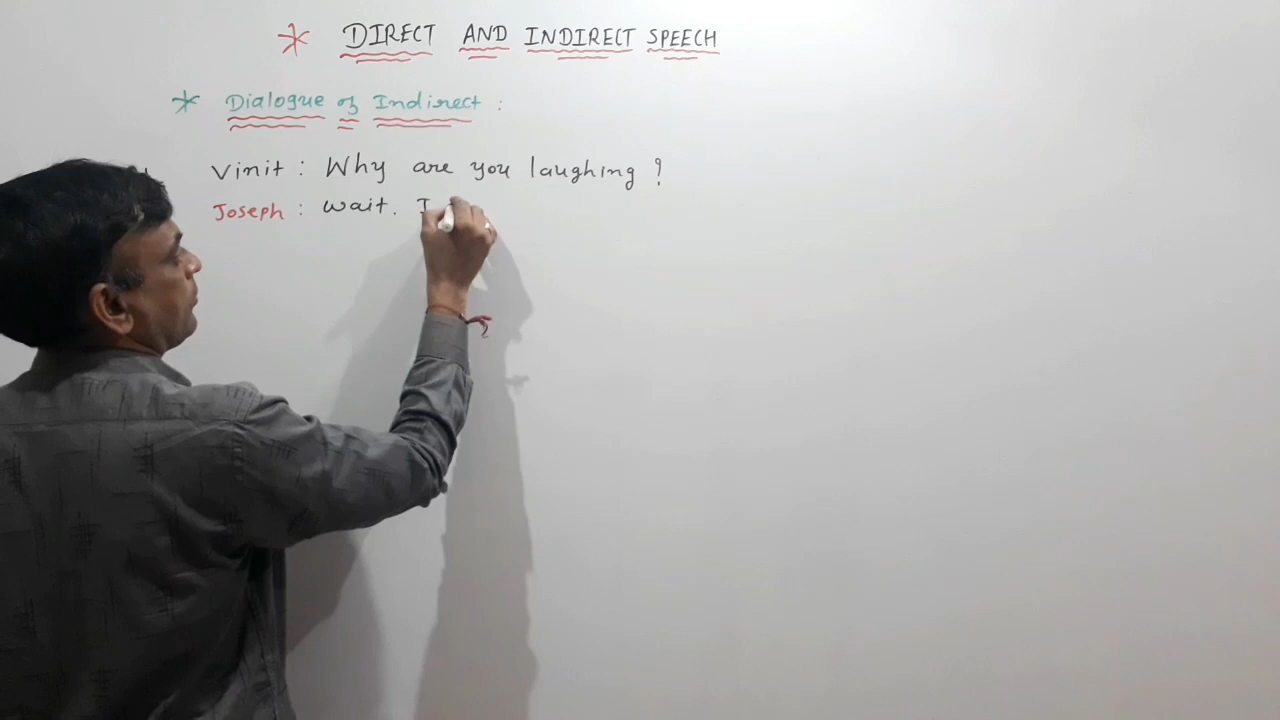 * DIRECT AND INDIRECT SPEECH
* Dialogue of Indirect :
Vinit : Why are you laughing ?
Joseph : wait. I